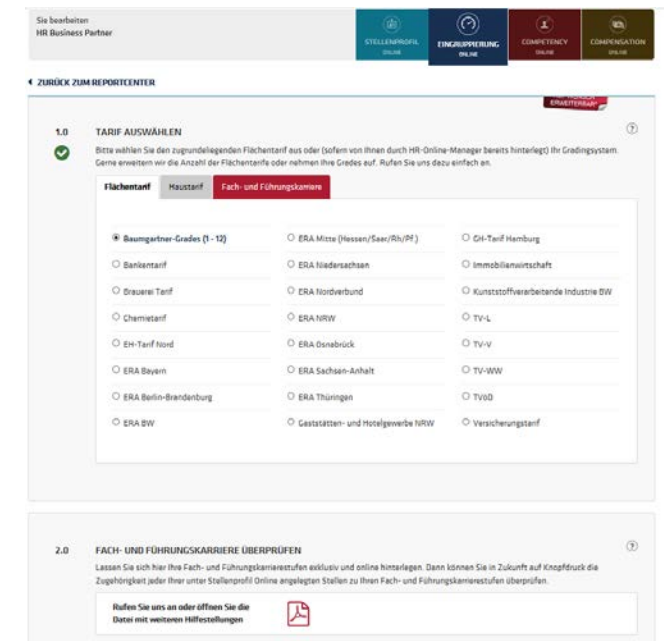 Sie bearbeiten
HR Business Partner
STELLENPROFIL
ONLINE
EINGRUPPIERUNG
ONLINE
COMPETENCY
ONLINE
COMPENSATION
ONLINE
ZURÜCK ZUM REPORTCENTER
ERWEITERBAR*
1.0 TARIF AUSWÄHLEN
Bitte wählen Sie den zugrundeliegenden Flächentarif aus oder (sofern von Ihnen durch HR-Online-Manager bereits hinterlegt) Ihr Gradingsystem.
Gerne erweitern wir die Anzahl der Flächentarife oder nehmen Ihre Grades auf. Rufen Sie uns dazu einfach an.
Flächentarif Haustarif Fach- und Führungskarriere
Baumgartner-Grades (1 - 12) ERA Mitte (Hessen/Saar/Rh/Pf.) GH-Tarif Hamburg
Bankentarif ERA Niedersachsen Immobilienwirtschaft
Brauerei Tarif ERA Nordverbund Kunststoffverarbeitende Industrie BW
Chemietarif ERA NRW TV-L
EH-Tarif Nord ERA Osnabrück TV-V
ERA Bayern ERA Sachsen-Anhalt TV-WW
ERA Berlin-Brandenburg ERA Thüringen TVöD
ERA BW Gaststätten- und Hotelgewerbe NRW Versicherungstarif
2.0 FACH- UND FÜHRUNGSKARRIERE ÜBERPRÜFEN
Lassen Sie sich hier Ihre Fach- und Führungskarrierestufen exklusiv und online hinterlegen. Dann können Sie in Zukunft auf Knopfdruck die
Zugehörigkeit jeder Ihrer unter Stellenprofil Online angelegten Stellen zu Ihren Fach- und Führungskarrierestufen überprüfen.
Rufen Sie uns an oder öffnen Sie die
Datei mit weiteren Hilfestellungen